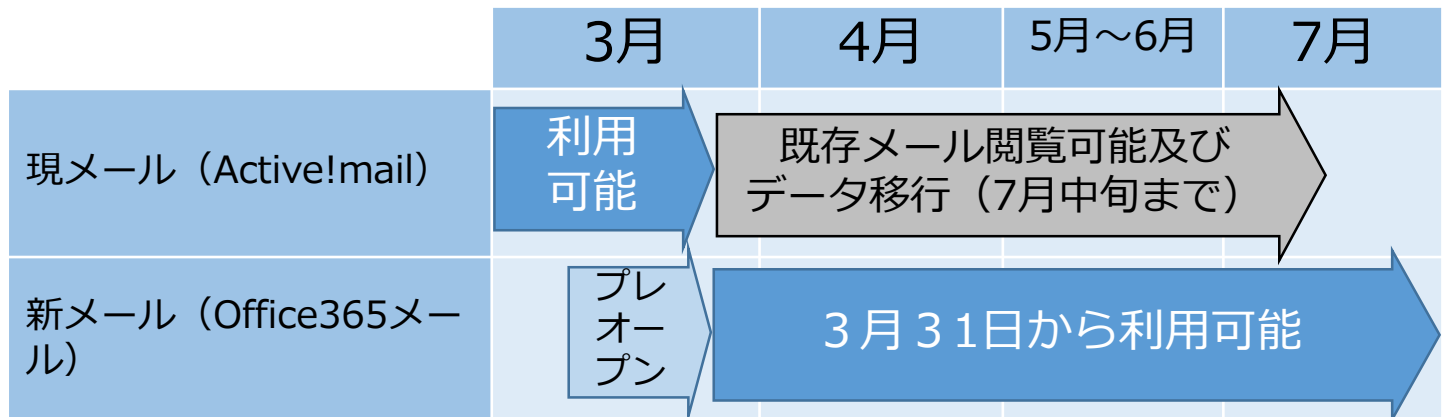 3月
4月
5月~6月
7月
現メール（Active!mail）
利用
可能
既存メール閲覧可能及び
データ移行（7月中旬まで）
新メール（Office365メー
ル）
プレ
オー
プン
３月３1日から利用可能